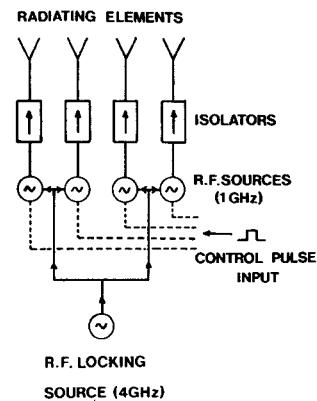 RADIATING ELEMENTS
ISOLATORS
R.F. SOURCES
(1GHz)
CONTROL PULSE
INPUT
R.F. LOCKING
SOURCE (4GHz)